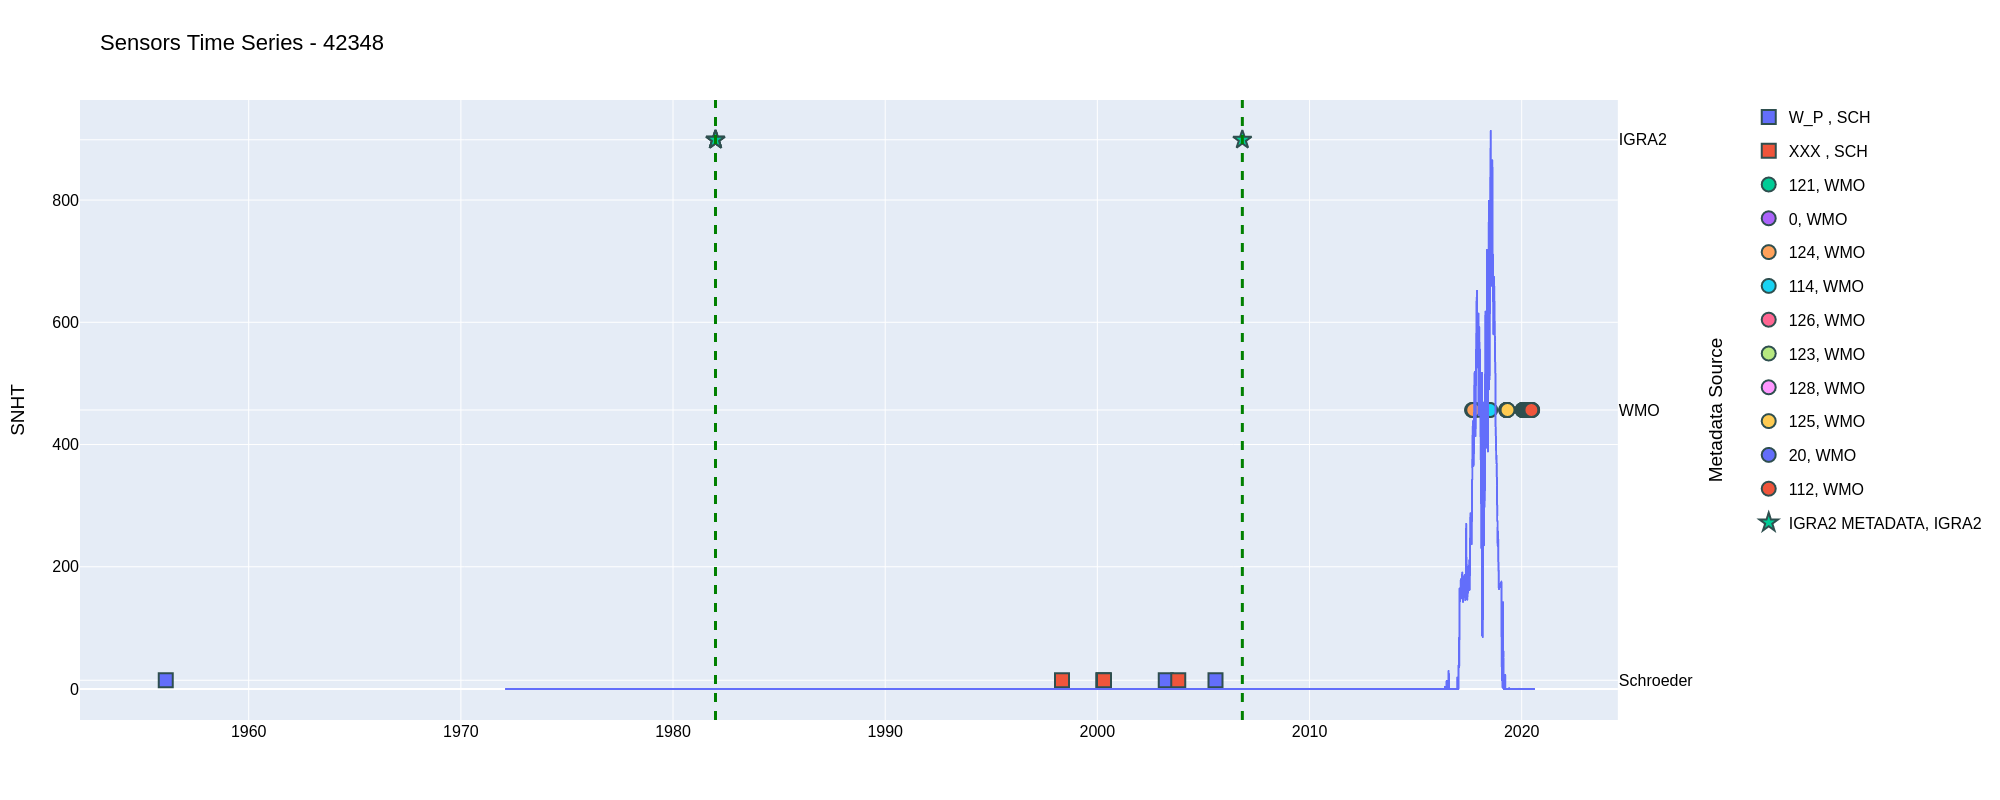 Sensors Time Series - 42348
SNHT
800
600
400
200
0
1960
1970
1980
1990
2000
2010
2020
IGRA2
WMO
Schroeder
Metadata Source
W_P , SCH
XXX , SCH
121, WMO
0, WMO
124, WMO
114, WMO
126, WMO
123, WMO
128, WMO
125, WMO
20, WMO
112, WMO
IGRA2 METADATA, IGRA2